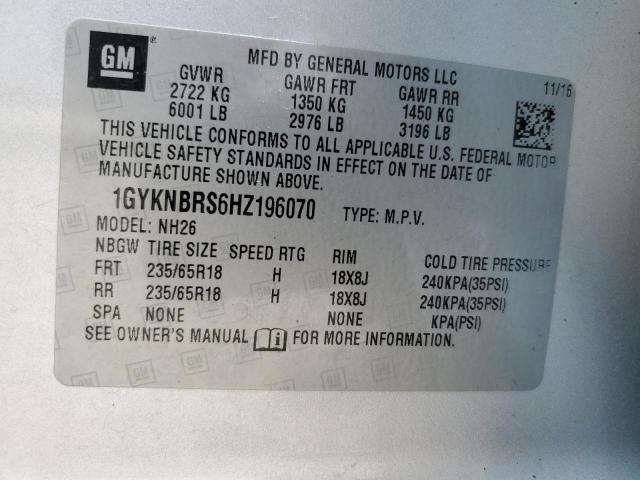 GM
MFD BY GENERAL MOTORS LLC
11/16
GVWR GAWR FRT GAWR RR
2722 KG 1350 KG 1450 KG
6001 LB 2976 LB 3196 LB
THIS VEHICLE CONFORMS TO ALL APPLICABLE U.S. FEDERAL MOTOR
VEHICLE SAFETY STANDARDS IN EFFECT ON THE DATE OF
MANUFACTURE SHOWN ABOVE.
1GYKNBRS6HZ196070 TYPE: M.P.V.
MODEL: NH26
NBGW TIRE SIZE SPEED RTG RIM COLD TIRE PRESSURE
FRT 235/65R18 H 18X8J 240KPA(35PSI)
RR 235/65R18 H 18X8J 240KPA(35PSI)
SPA NONE NONE KPA(PSI)
SEE OWNER'S MANUAL FOR MORE INFORMATION.